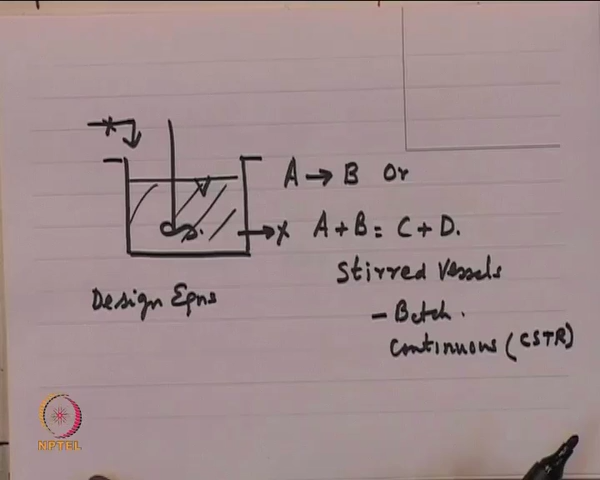 A → B Or
A + B = C + D.
Stirred Vessels
- Batch.
Continuous (CSTR)
Design Eqns
NPTEL